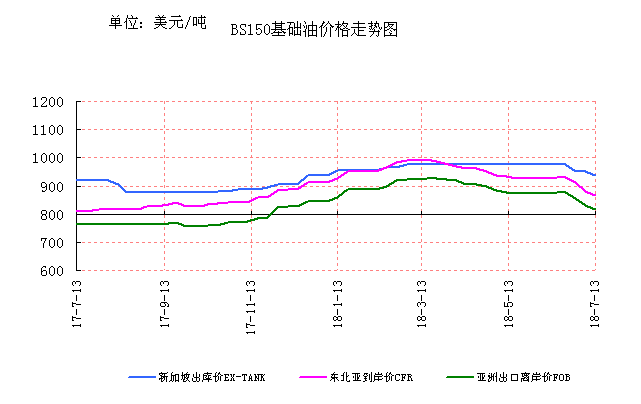 单位：美元/吨
BS150基础油价格走势图
1200
1100
1000
900
800
700
600
17-7-13
17-9-13
17-11-13
18-1-13
18-3-13
18-5-13
18-7-13
新加坡出库价EX-TANK
东北亚到岸价CFR
亚洲出口离岸价FOB